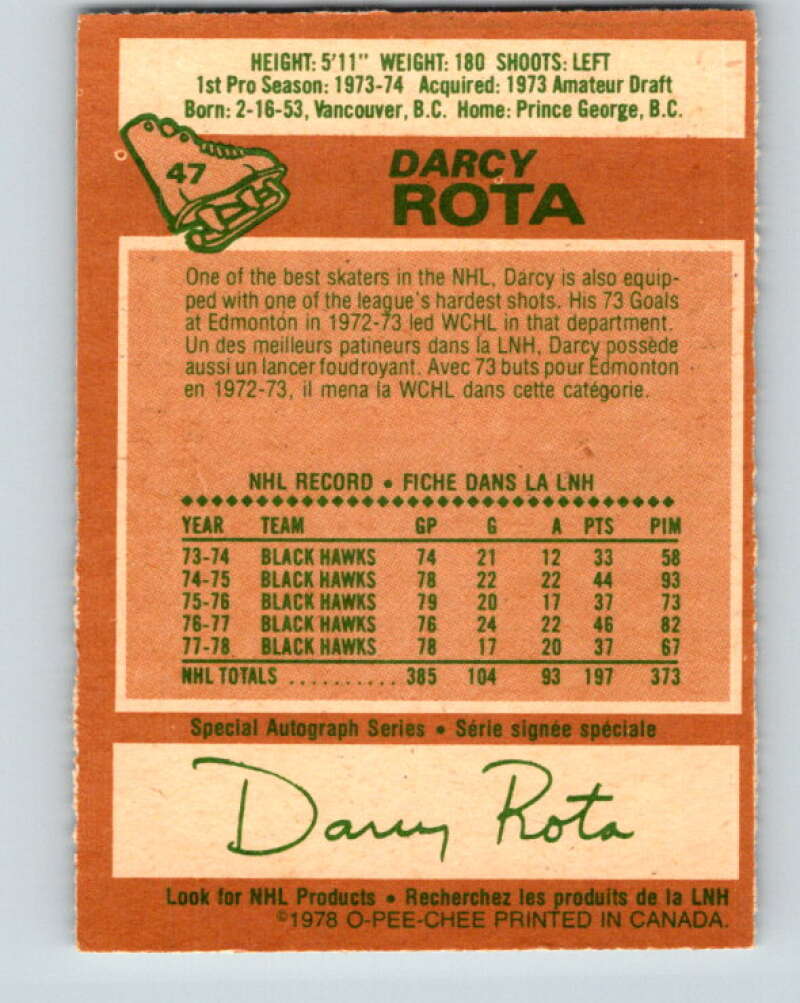 HEIGHT: 5'11" WEIGHT: 180 SHOOTS: LEFT
1st Pro Season: 1973-74 Acquired: 1973 Amateur Draft
Born: 2-16-53, Vancouver, B.C. Home: Prince George, B.C.
47
DARCY
ROTA
One of the best skaters in the NHL, Darcy is also equip-
ped with one of the league's hardest shots. His 73 Goals
at Edmonton in 1972-73 led WCHL in that department.
Un des meilleurs patineurs dans la LNH, Darcy possède
aussi un lancer foudroyant. Avec 73 buts pour Edmonton
en 1972-73, il mena la WCHL dans cette catégorie.
NHL RECORD • FICHE DANS LA LNH
YEAR TEAM GP G A PTS PIM
73-74 BLACK HAWKS 74 21 12 33 58
74-75 BLACK HAWKS 78 22 22 44 93
75-76 BLACK HAWKS 79 20 17 37 73
76-77 BLACK HAWKS 76 24 22 46 82
77-78 BLACK HAWKS 78 17 20 37 67
NHL TOTALS .......... 385 104 93 197 373
Special Autograph Series • Série signée spéciale
Darcy Rota
Look for NHL Products • Recherchez les produits de la LNH
©1978 O-PEE-CHEE PRINTED IN CANADA.